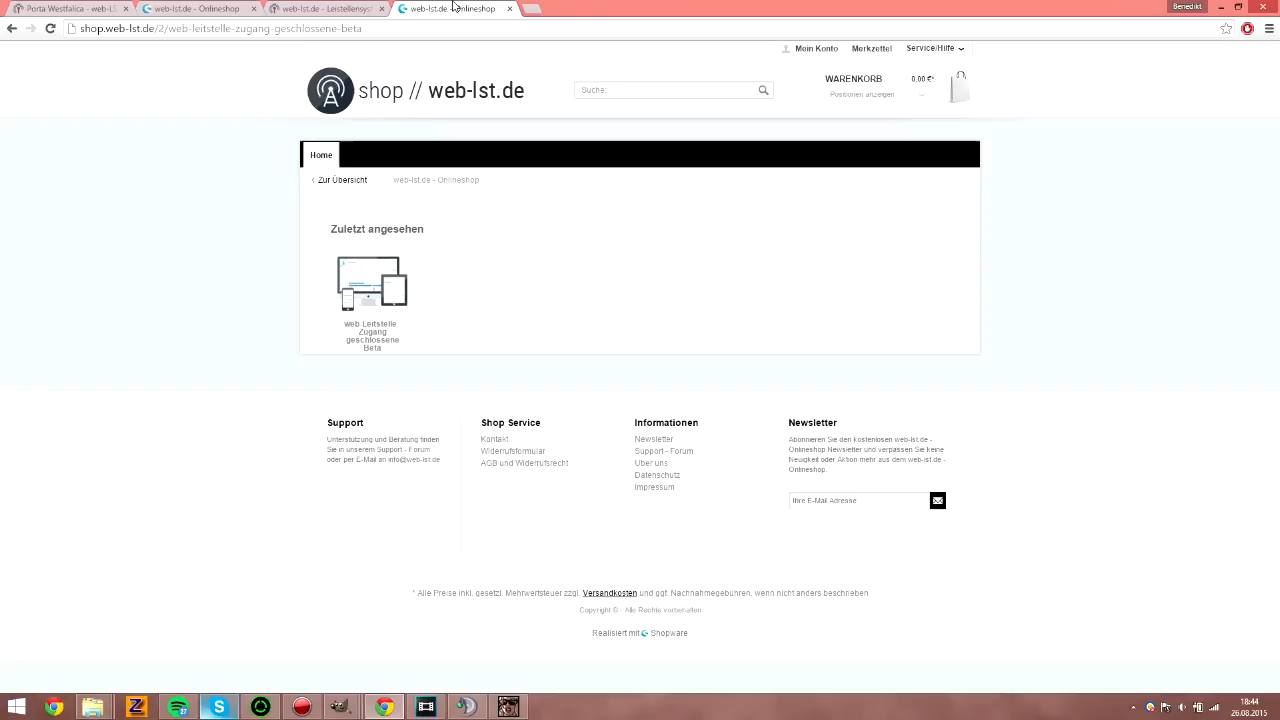 Porta Westfalica - web-LS
web-lst.de - Onlineshop
web-lst.de - Leitstellensyst
web-lst.de - Onlineshop
Benedikt
shop.web-lst.de/2/web-leitstelle-zugang-geschlossene-beta
Mein Konto Merkzettel Service/Hilfe
shop // web-lst.de
Suche:
WARENKORB 0,00 €*
Positionen anzeigen
Home
Zur Übersicht web-lst.de - Onlineshop
Zuletzt angesehen
web Leitstelle
Zugang
geschlossene
Beta
Support
Unterstützung und Beratung finden
Sie in unserem Support - Forum
oder per E-Mail an info@web-lst.de
Shop Service
Kontakt
Widerrufsformular
AGB und Widerrufsrecht
Informationen
Newsletter
Support - Forum
Über uns
Datenschutz
Impressum
Newsletter
Abonnieren Sie den kostenlosen web-lst.de -
Onlineshop Newsletter und verpassen Sie keine
Neuigkeit oder Aktion mehr aus dem web-lst.de -
Onlineshop.
Ihre E-Mail Adresse
* Alle Preise inkl. gesetzl. Mehrwertsteuer zzgl. Versandkosten und ggf. Nachnahmegebühren, wenn nicht anders beschrieben
Copyright © - Alle Rechte vorbehalten
Realisiert mit Shopware
18:44
26.08.2015